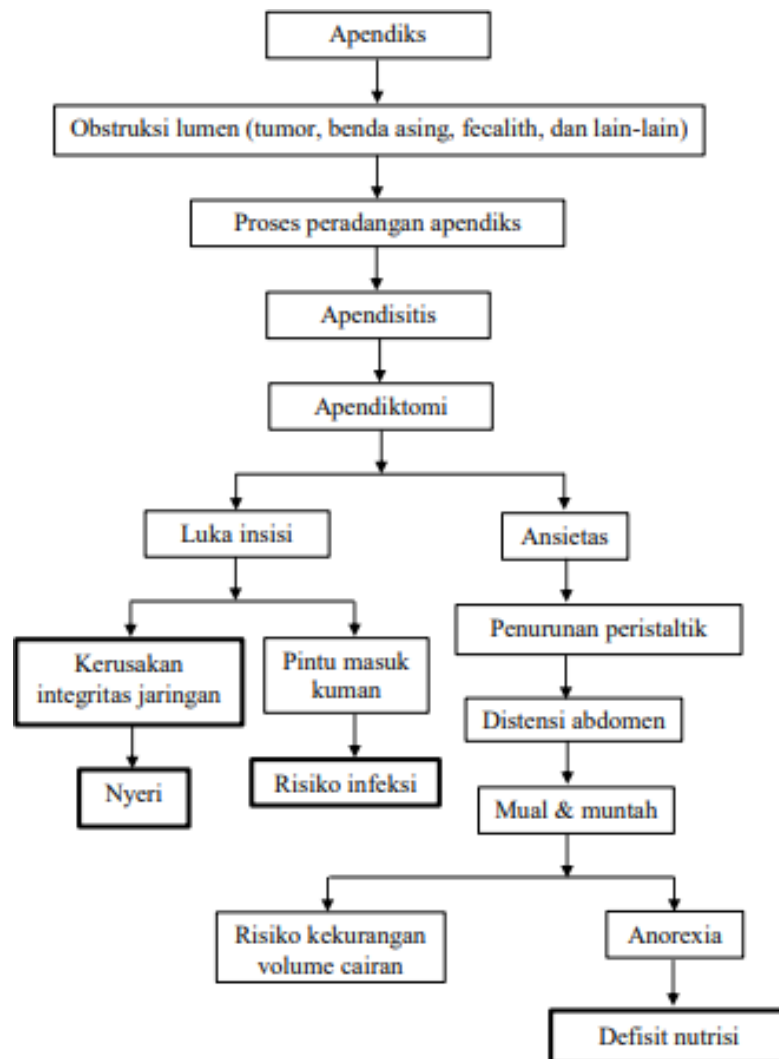 Apendiks
Obstruksi lumen (tumor, benda asing, fecalith, dan lain-lain)
Proses peradangan apendiks
Apendisitis
Apendiktomi
Luka insisi
Ansietas
Kerusakan
integritas jaringan
Pintu masuk
kuman
Penurunan peristaltik
Nyeri
Risiko infeksi
Distensi abdomen
Mual & muntah
Risiko kekurangan
volume cairan
Anorexia
Defisit nutrisi